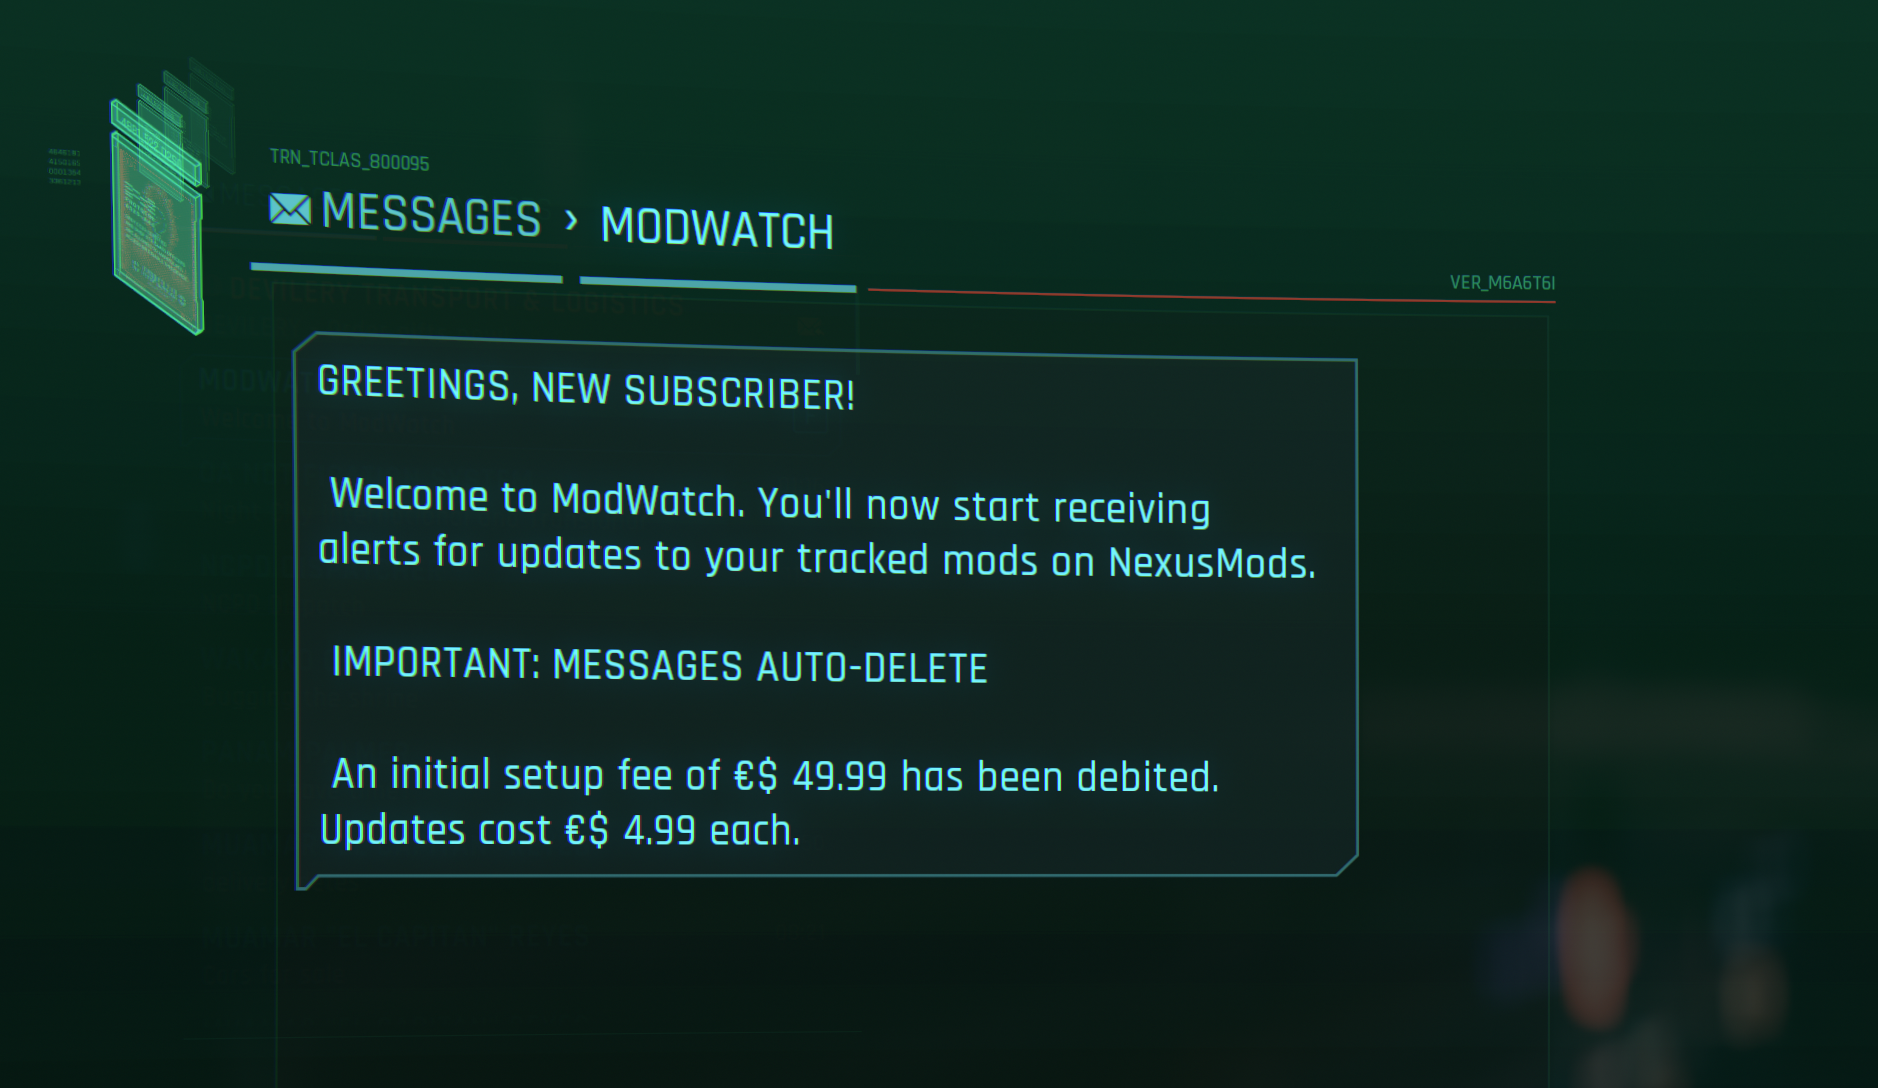 TRN_TCLAS_800095
MESSAGES › MODWATCH
VER_M6A6T6I
GREETINGS, NEW SUBSCRIBER!
Welcome to ModWatch. You'll now start receiving
alerts for updates to your tracked mods on NexusMods.
IMPORTANT: MESSAGES AUTO-DELETE
An initial setup fee of €$ 49.99 has been debited.
Updates cost €$ 4.99 each.